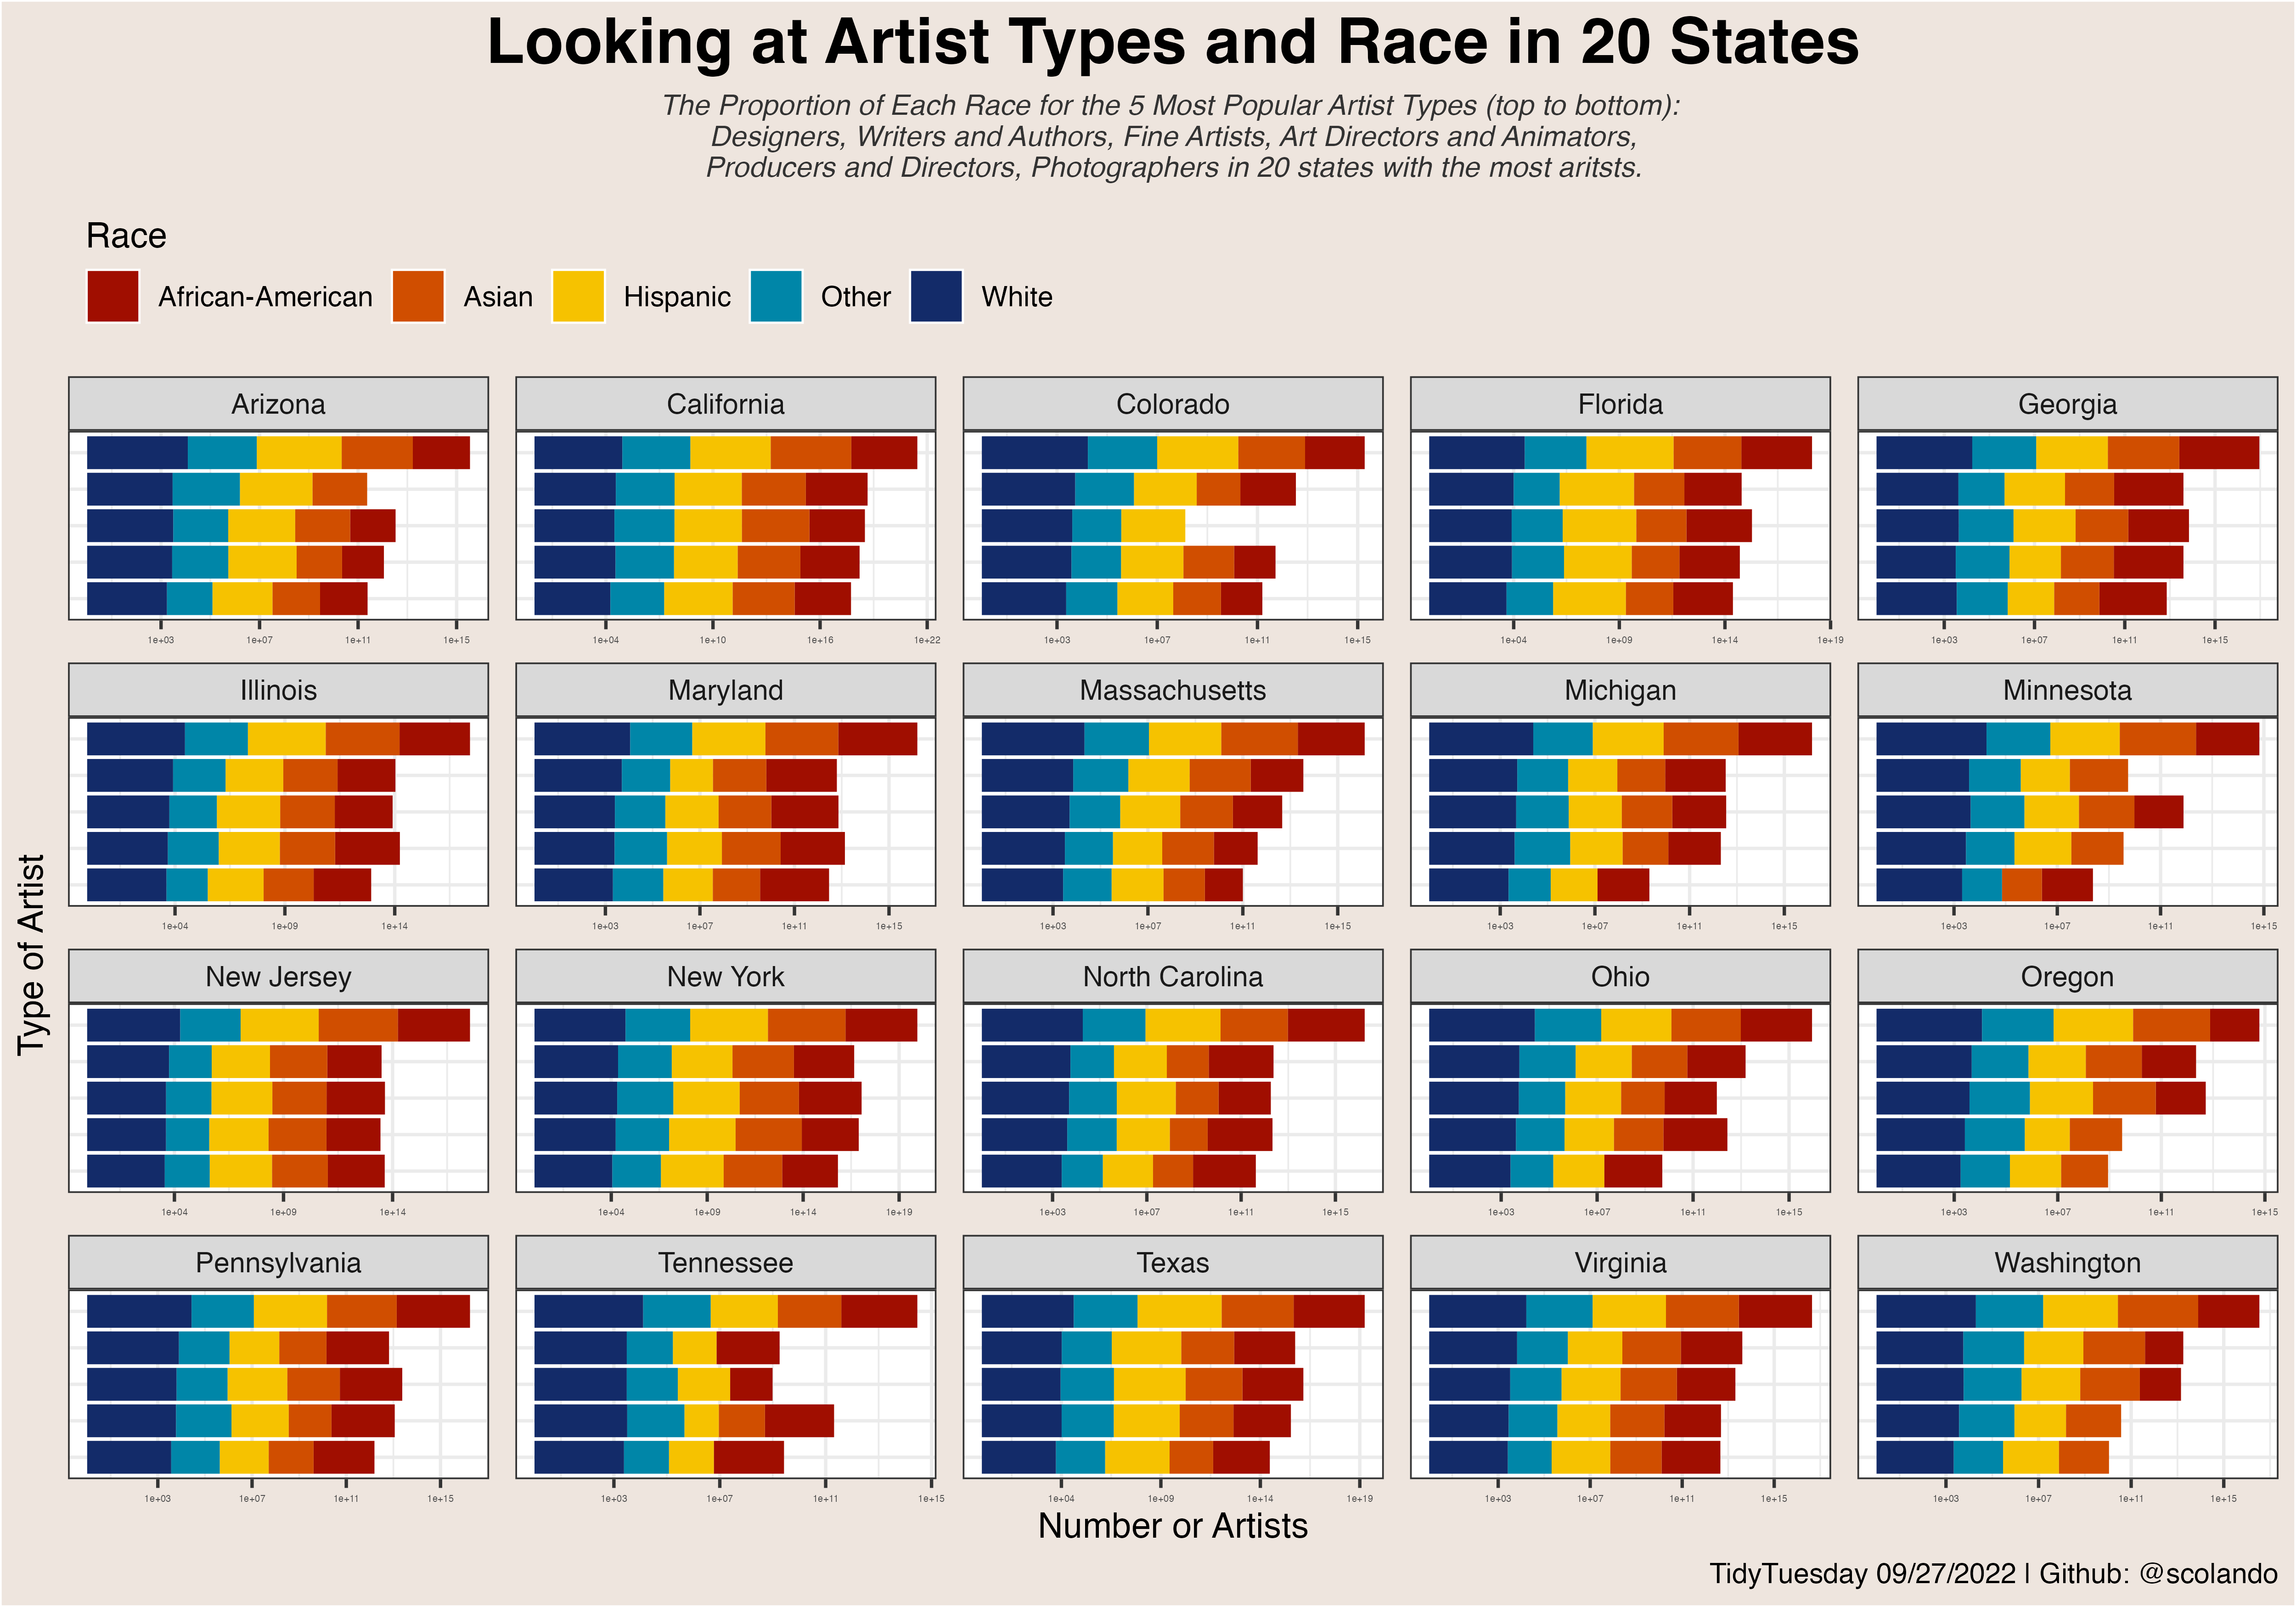 Looking at Artist Types and Race in 20 States
The Proportion of Each Race for the 5 Most Popular Artist Types (top to bottom):
Designers, Writers and Authors, Fine Artists, Art Directors and Animators,
Producers and Directors, Photographers in 20 states with the most aritsts.
Race
African-American Asian Hispanic Other White
Arizona California Colorado Florida Georgia
1e+03 1e+07 1e+11 1e+15 1e+04 1e+10 1e+16 1e+22 1e+03 1e+07 1e+11 1e+15 1e+04 1e+09 1e+14 1e+19 1e+03 1e+07 1e+11 1e+15
Illinois Maryland Massachusetts Michigan Minnesota
1e+04 1e+09 1e+14 1e+03 1e+07 1e+11 1e+15 1e+03 1e+07 1e+11 1e+15 1e+03 1e+07 1e+11 1e+15 1e+03 1e+07 1e+11 1e+15
Type of Artist
New Jersey New York North Carolina Ohio Oregon
1e+04 1e+09 1e+14 1e+04 1e+09 1e+14 1e+19 1e+03 1e+07 1e+11 1e+15 1e+03 1e+07 1e+11 1e+15 1e+03 1e+07 1e+11 1e+15
Pennsylvania Tennessee Texas Virginia Washington
1e+03 1e+07 1e+11 1e+15 1e+03 1e+07 1e+11 1e+15 1e+04 1e+09 1e+14 1e+19 1e+03 1e+07 1e+11 1e+15 1e+03 1e+07 1e+11 1e+15
Number or Artists
TidyTuesday 09/27/2022 | Github: @scolando